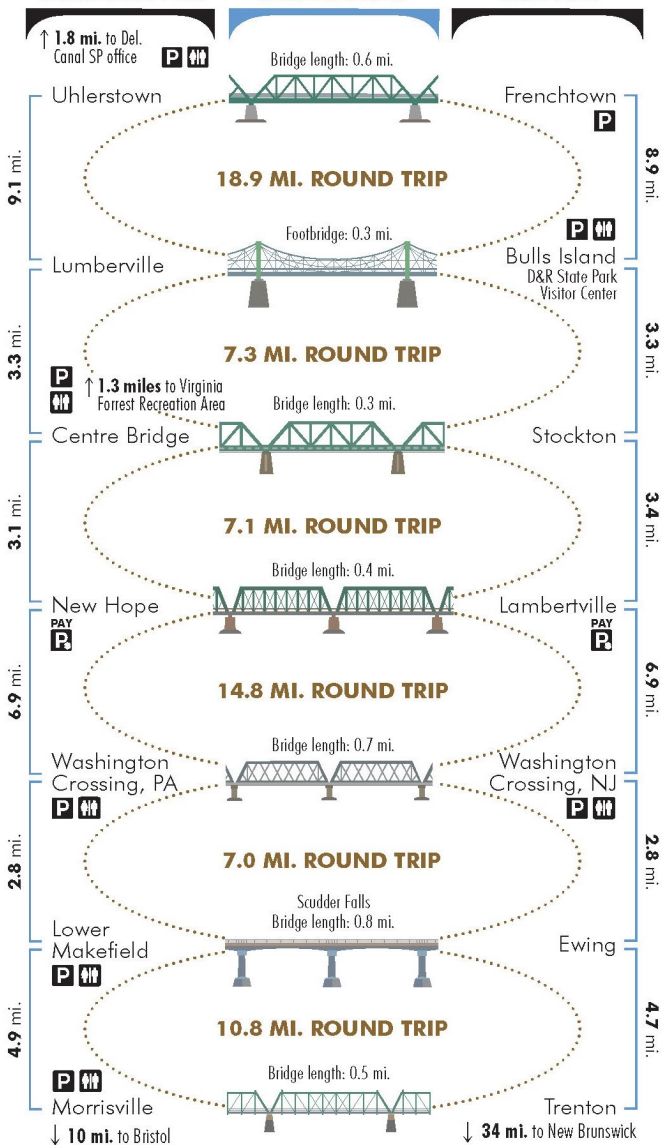 ↑ 1.8 mi. to Del.
Canal SP office
P
Bridge length: 0.6 mi.
Uhlerstown
Frenchtown
P
9.1 mi.
18.9 MI. ROUND TRIP
8.9 mi.
Footbridge: 0.3 mi.
P
Lumberville
Bulls Island
D&R State Park
Visitor Center
3.3 mi.
7.3 MI. ROUND TRIP
3.3 mi.
P
↑ 1.3 miles to Virginia
Forrest Recreation Area
Bridge length: 0.3 mi.
Centre Bridge
Stockton
3.1 mi.
7.1 MI. ROUND TRIP
3.4 mi.
Bridge length: 0.4 mi.
New Hope
Lambertville
PAY
P
PAY
P
6.9 mi.
14.8 MI. ROUND TRIP
6.9 mi.
Bridge length: 0.7 mi.
Washington
Crossing, PA
Washington
Crossing, NJ
P
P
2.8 mi.
7.0 MI. ROUND TRIP
2.8 mi.
Scudder Falls
Bridge length: 0.8 mi.
Lower
Makefield
Ewing
P
4.9 mi.
10.8 MI. ROUND TRIP
4.7 mi.
P
Bridge length: 0.5 mi.
Morrisville
Trenton
↓ 10 mi. to Bristol
↓ 34 mi. to New Brunswick